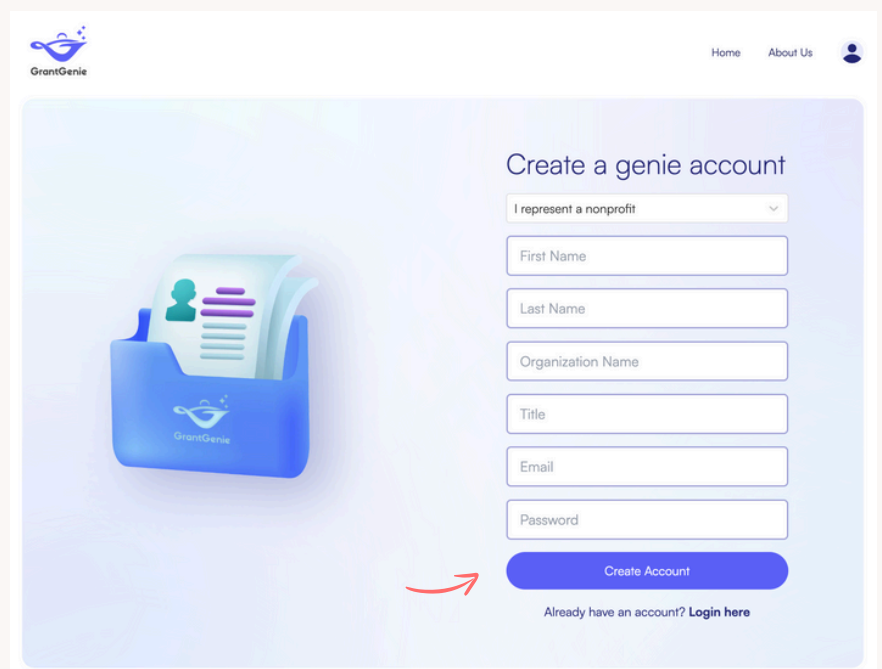 GrantGenie
Home
About Us
Create a genie account
I represent a nonprofit
First Name
Last Name
Organization Name
Title
Email
Password
Create Account
Already have an account? Login here
GrantGenie